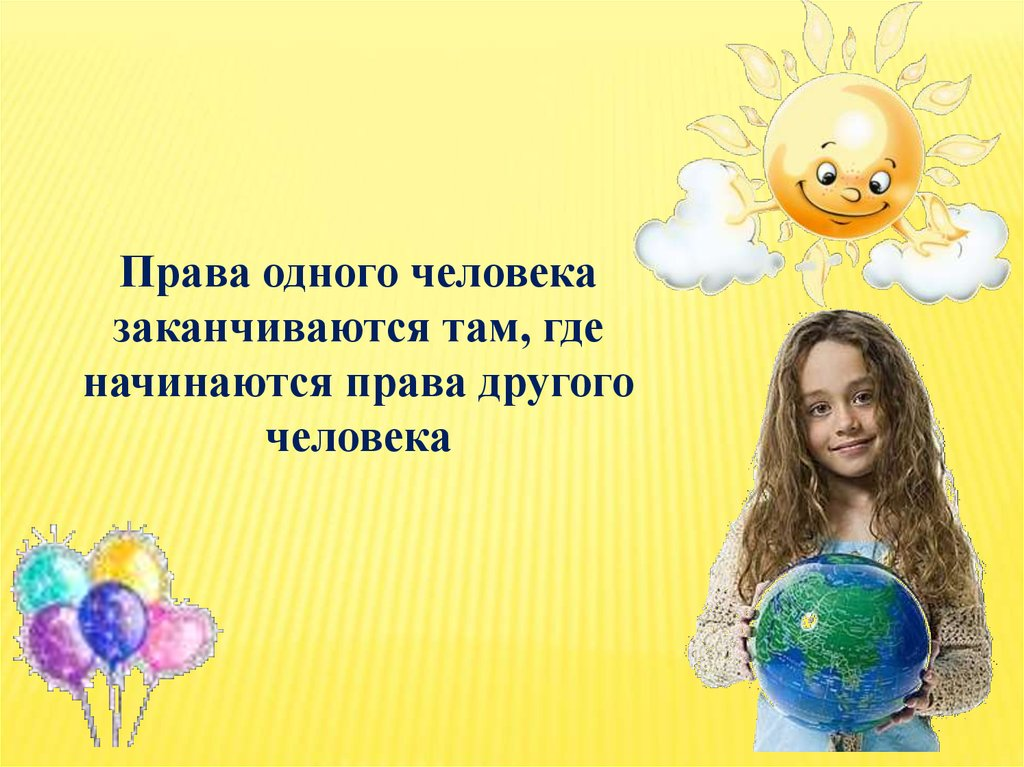 Права одного человека
заканчиваются там, где
начинаются права другого
человека